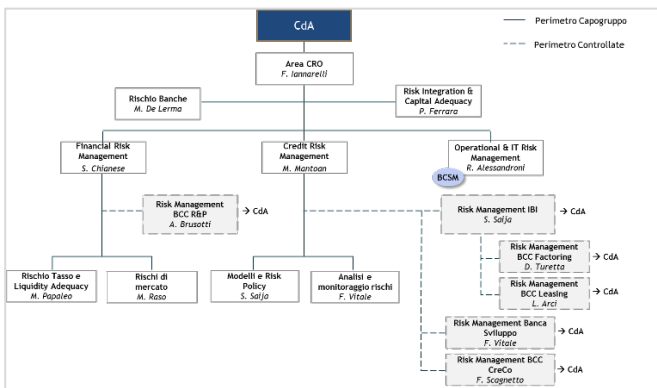 CdA
Perimetro Capogruppo
Perimetro Controllate
Area CRO
F. Iannarelli
Rischio Banche
M. De Lerma
Risk Integration &
Capital Adequacy
P. Ferrara
Financial Risk
Management
S. Chianese
Credit Risk
Management
M. Mantoan
Operational & IT Risk
Management
R. Alessandroni
BCSM
Risk Management
BCC R&P
A. Brusotti
→ CdA
Risk Management IBI
S. Saija
→ CdA
Risk Management
BCC Factoring
D. Turetta
→ CdA
Rischio Tasso e
Liquidity Adequacy
M. Papaleo
Rischi di
mercato
M. Raso
Modelli e Risk
Policy
S. Saija
Analisi e
monitoraggio rischi
F. Vitale
Risk Management
BCC Leasing
L. Arci
→ CdA
Risk Management Banca
Sviluppo
F. Vitale
→ CdA
Risk Management BCC
CreCo
F. Scagnetto
→ CdA